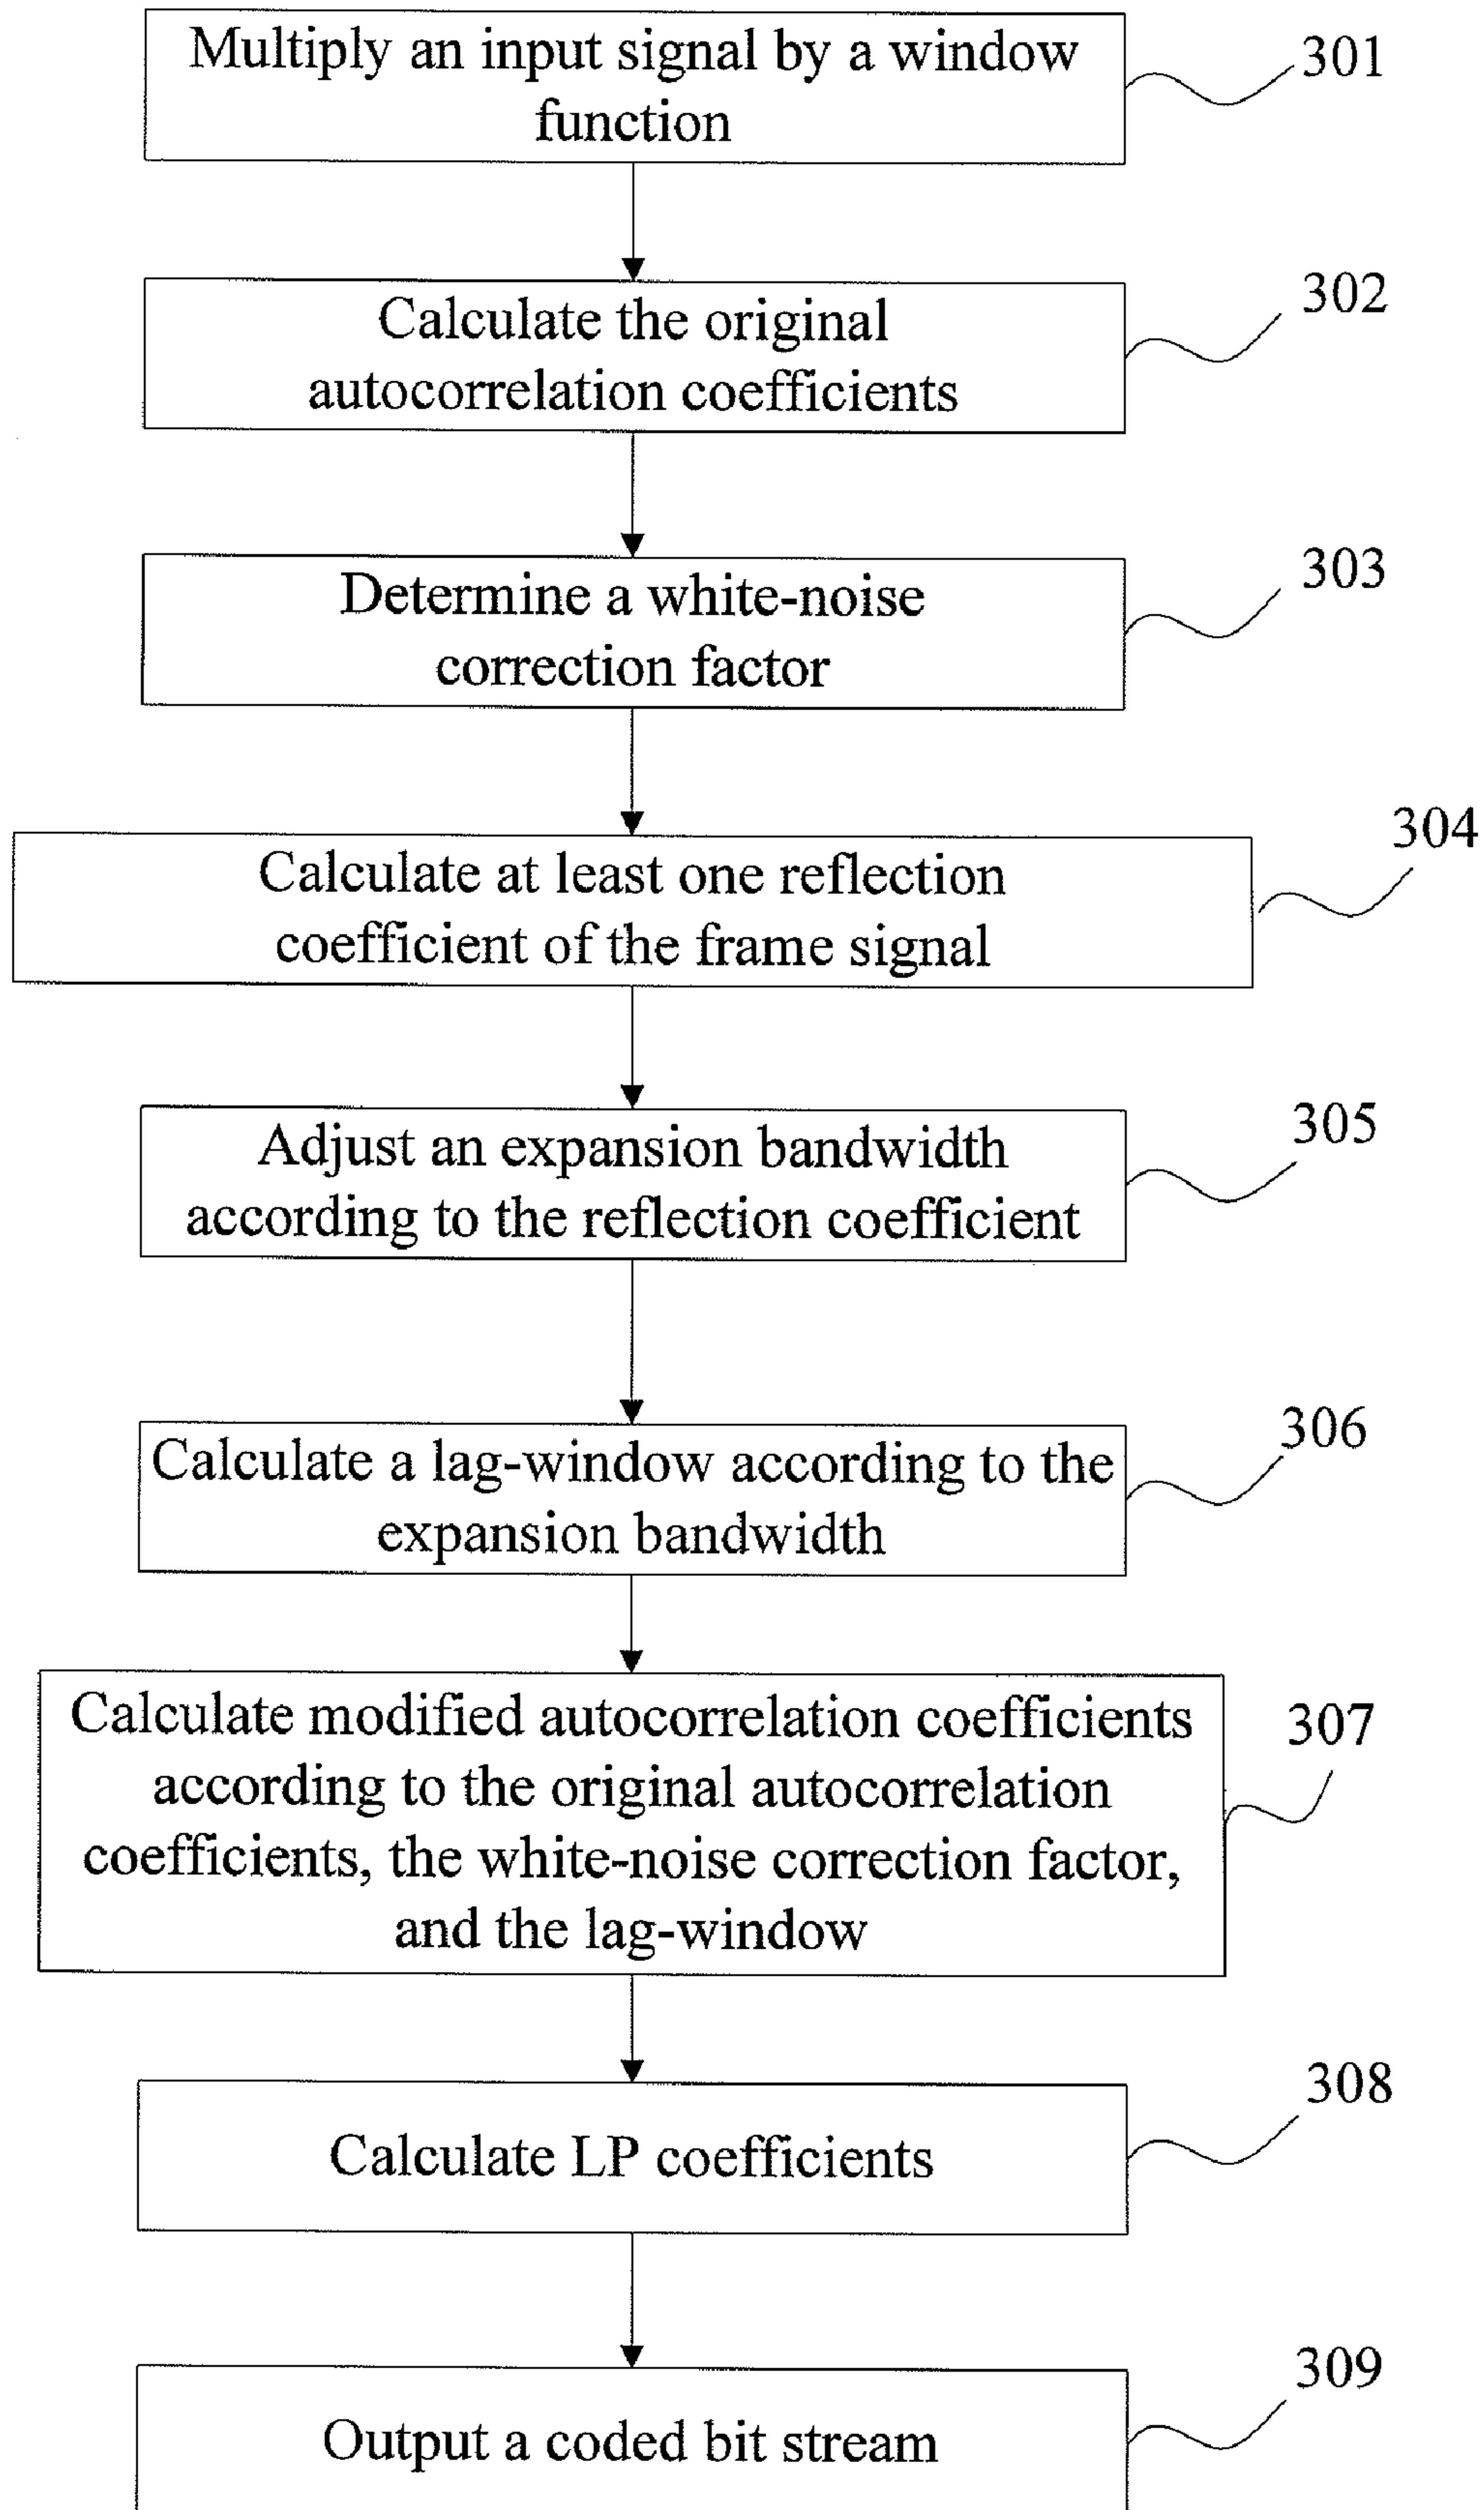 Multiply an input signal by a window
function
301
Calculate the original
autocorrelation coefficients
302
Determine a white-noise
correction factor
303
Calculate at least one reflection
coefficient of the frame signal
304
Adjust an expansion bandwidth
according to the reflection coefficient
305
Calculate a lag-window according to the
expansion bandwidth
306
Calculate modified autocorrelation coefficients
according to the original autocorrelation
coefficients, the white-noise correction factor,
and the lag-window
307
Calculate LP coefficients
308
Output a coded bit stream
309